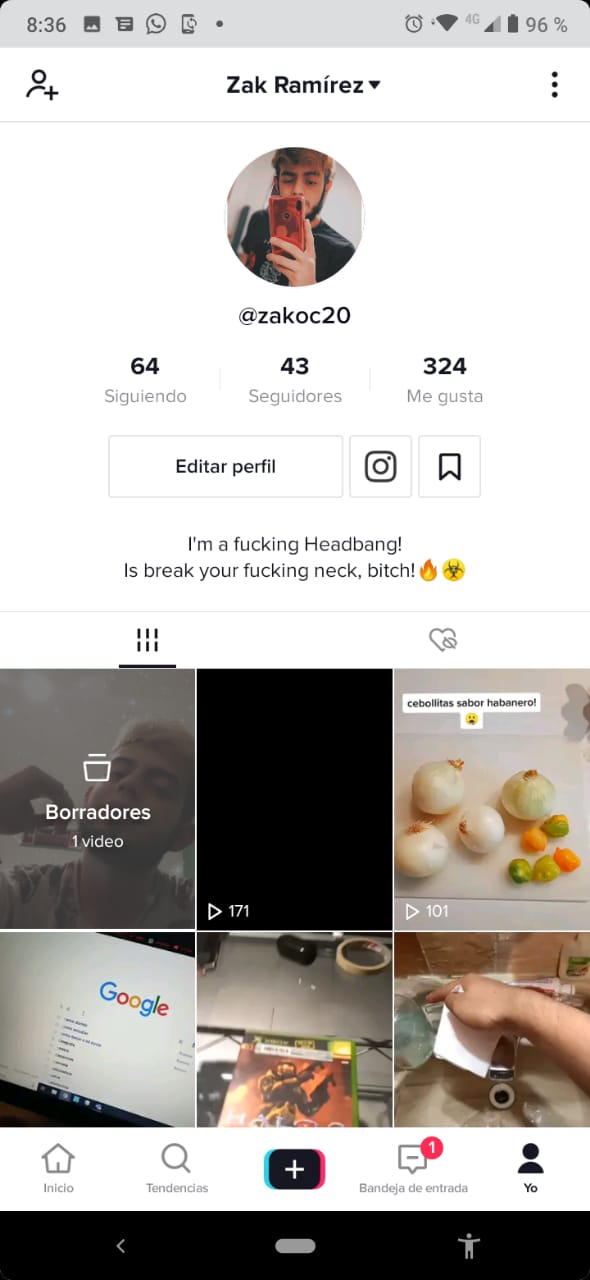 8:36
4G
96 %
Zak Ramírez
@zakoc20
64
43
324
Siguiendo
Seguidores
Me gusta
Editar perfil
I'm a fucking Headbang!
Is break your fucking neck, bitch!🔥☣️
Borradores
1 video
171
cebollitas sabor habanero!
😮
101
Google
XBOX
1
Inicio
Tendencias
Bandeja de entrada
Yo